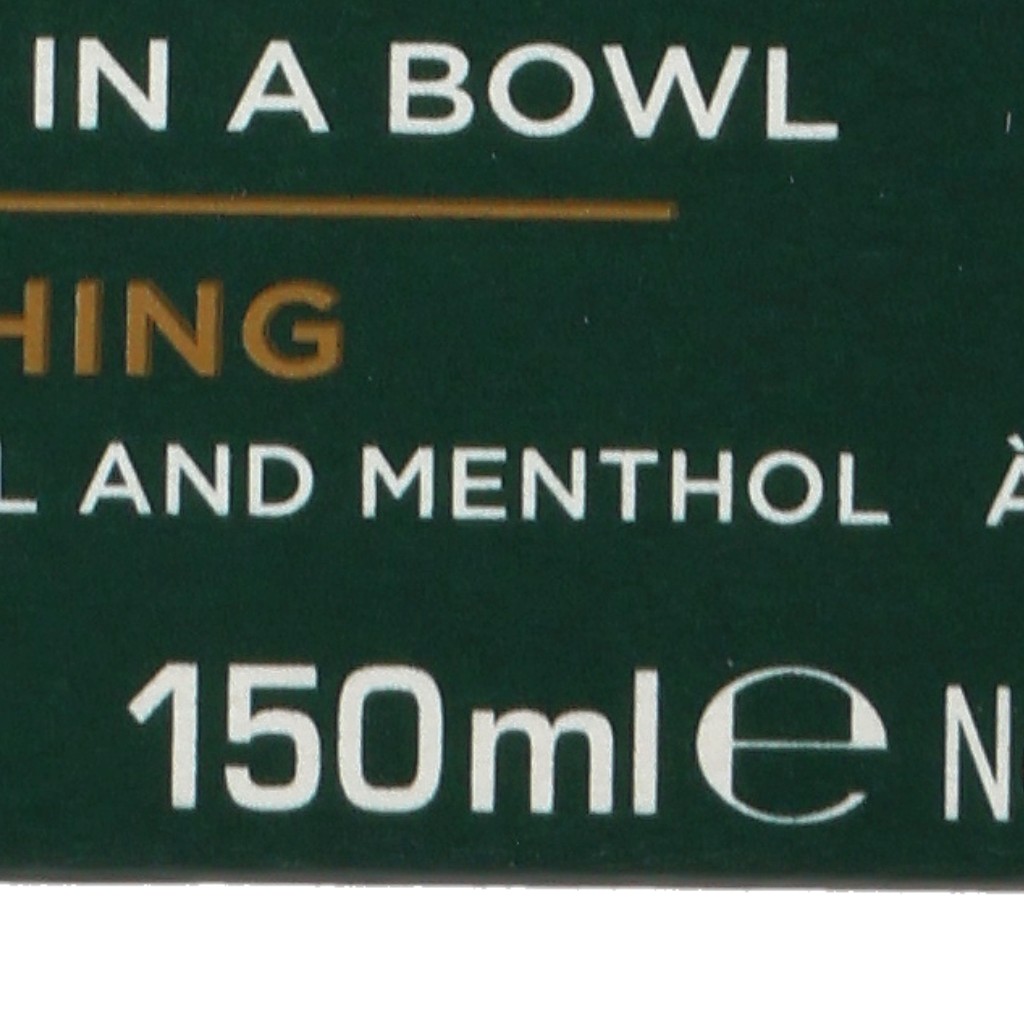 IN A BOWL
HING
L AND MENTHOL À
150ml℮ N